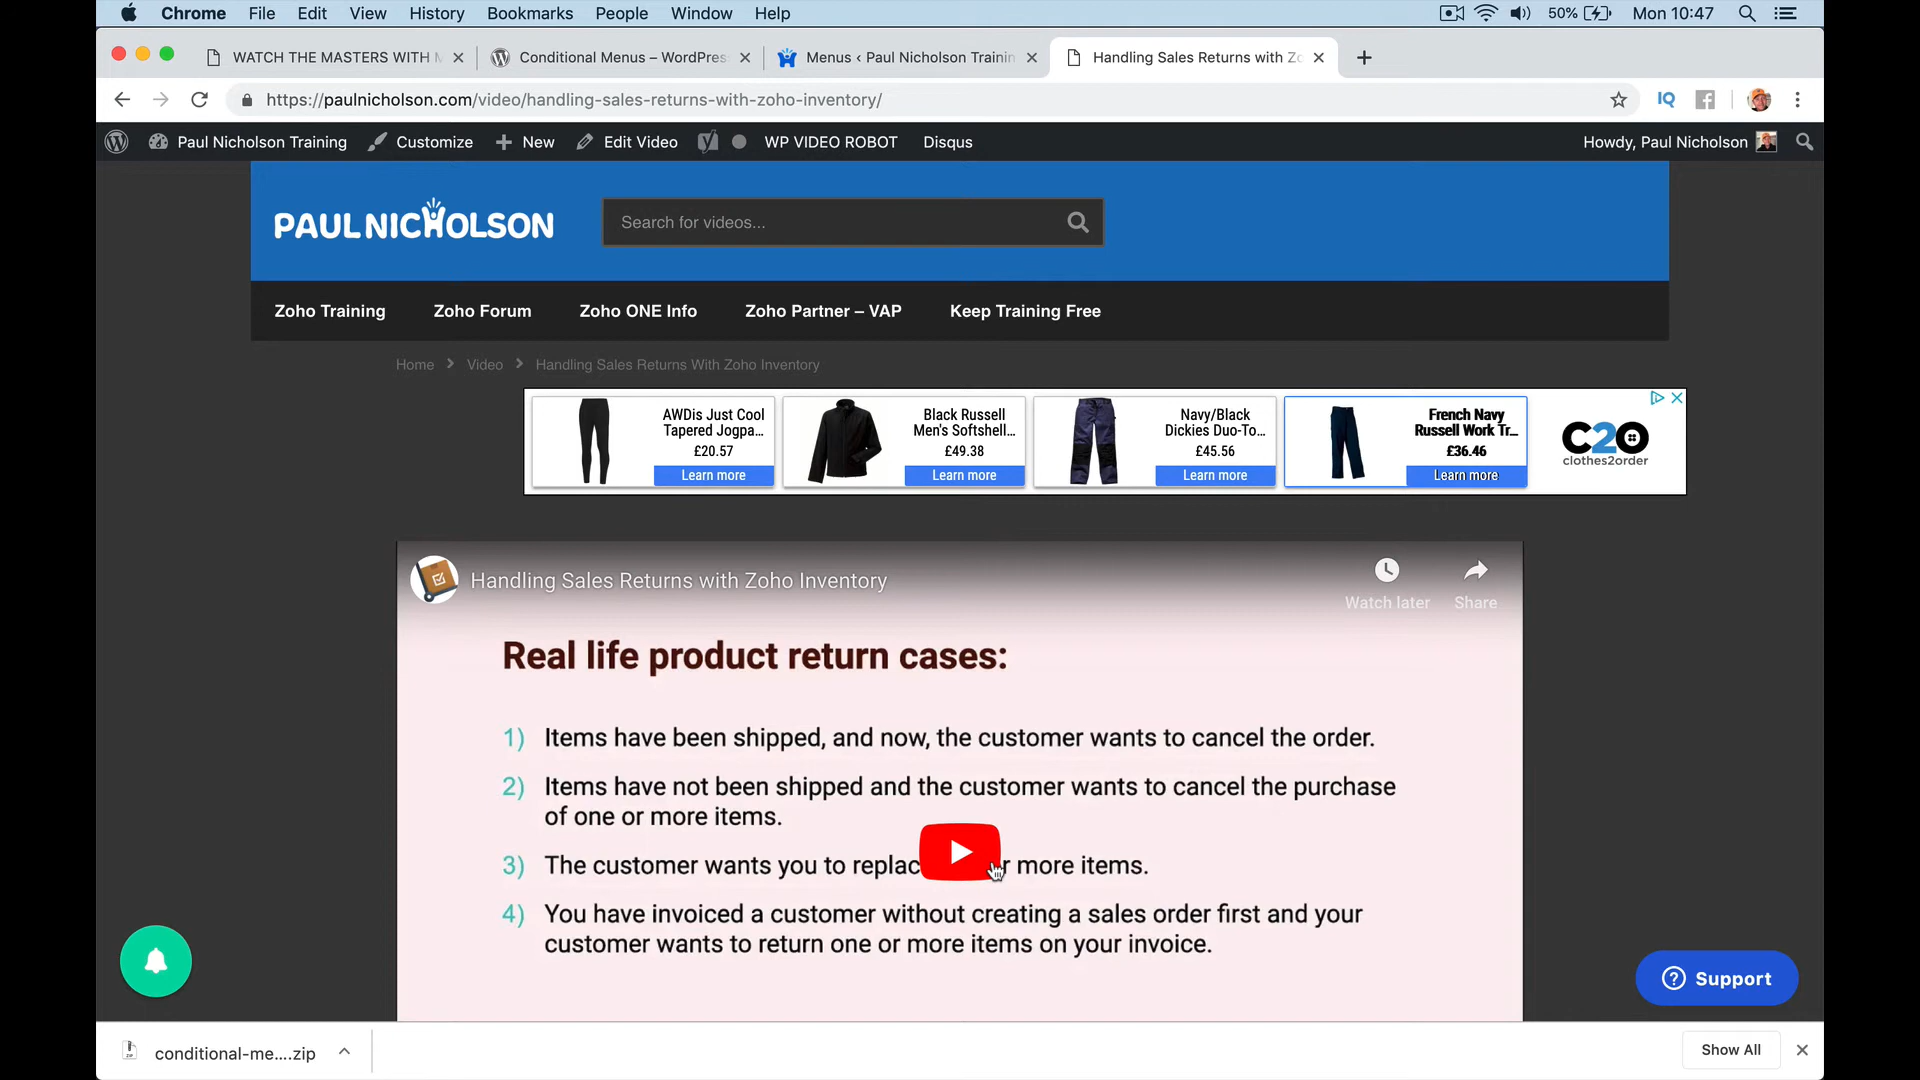 Chrome File Edit View History Bookmarks People Window Help 50% Mon 10:47
WATCH THE MASTERS WITH Conditional Menus – WordPres Menus ‹ Paul Nicholson Trainin Handling Sales Returns with Zo
https://paulnicholson.com/video/handling-sales-returns-with-zoho-inventory/ IQ
Paul Nicholson Training Customize New Edit Video WP VIDEO ROBOT Disqus Howdy, Paul Nicholson
PAUL NICHOLSON Search for videos...
Zoho Training Zoho Forum Zoho ONE Info Zoho Partner – VAP Keep Training Free
Home Video Handling Sales Returns With Zoho Inventory
AWDis Just Cool
Tapered Jogpa...
£20.57
Learn more
Black Russell
Men's Softshell...
£49.38
Learn more
Navy/Black
Dickies Duo-To...
£45.56
Learn more
French Navy
Russell Work Tr...
£36.46
Learn more
C2O
clothes2order
Handling Sales Returns with Zoho Inventory
Watch later Share
Real life product return cases:
1) Items have been shipped, and now, the customer wants to cancel the order.
2) Items have not been shipped and the customer wants to cancel the purchase
of one or more items.
3) The customer wants you to replac more items.
4) You have invoiced a customer without creating a sales order first and your
customer wants to return one or more items on your invoice.
Support
conditional-me....zip Show All